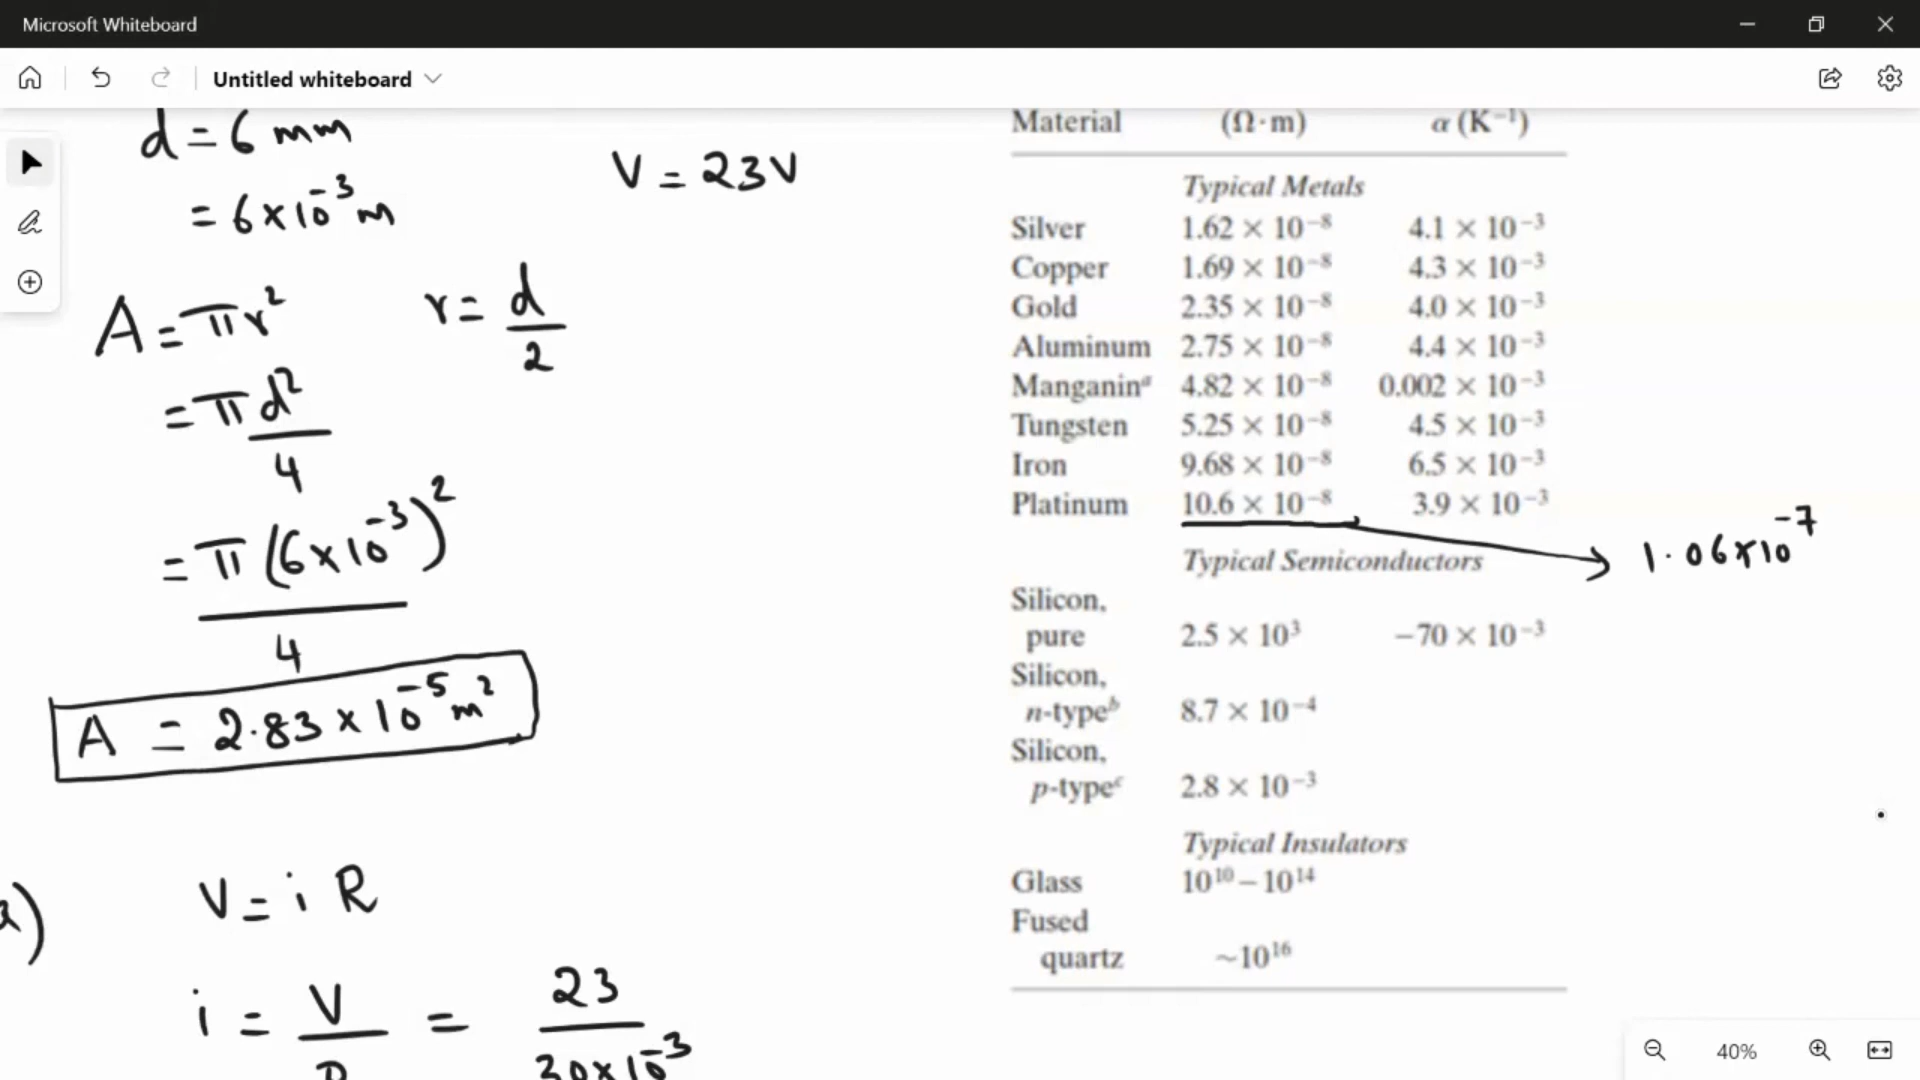 Microsoft Whiteboard
Untitled whiteboard
d = 6 mm
= 6×10⁻³ m
V = 23V
A = πr²
r = d/2
= πd²/4
= π(6×10⁻³)²/4
A = 2.83 × 10⁻⁵ m²
V = i R
i = V/R = 23/30×10⁻³
Material (Ω·m) α (K⁻¹)
Typical Metals
Silver 1.62 × 10⁻⁸ 4.1 × 10⁻³
Copper 1.69 × 10⁻⁸ 4.3 × 10⁻³
Gold 2.35 × 10⁻⁸ 4.0 × 10⁻³
Aluminum 2.75 × 10⁻⁸ 4.4 × 10⁻³
Manganinᵃ 4.82 × 10⁻⁸ 0.002 × 10⁻³
Tungsten 5.25 × 10⁻⁸ 4.5 × 10⁻³
Iron 9.68 × 10⁻⁸ 6.5 × 10⁻³
Platinum 10.6 × 10⁻⁸ 3.9 × 10⁻³
1.06×10⁻⁷
Typical Semiconductors
Silicon,
pure 2.5 × 10³ −70 × 10⁻³
Silicon,
n-typeᵇ 8.7 × 10⁻⁴
Silicon,
p-typeᶜ 2.8 × 10⁻³
Typical Insulators
Glass 10¹⁰ – 10¹⁴
Fused
quartz ~10¹⁶
40%